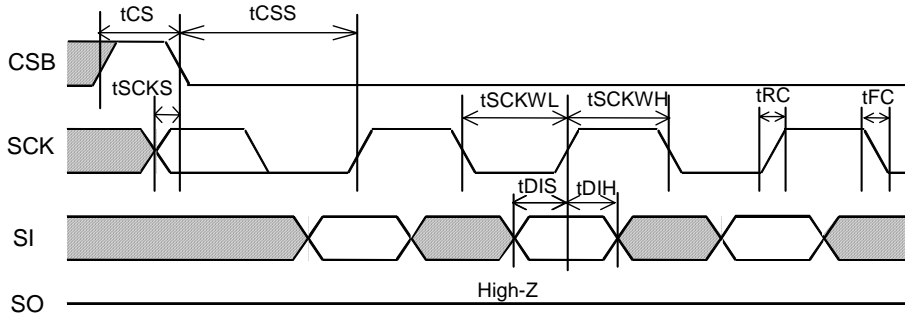 tCS
tCSS
CSB
tSCKS
tSCKWL
tSCKWH
tRC
tFC
SCK
tDIS
tDIH
SI
High-Z
SO